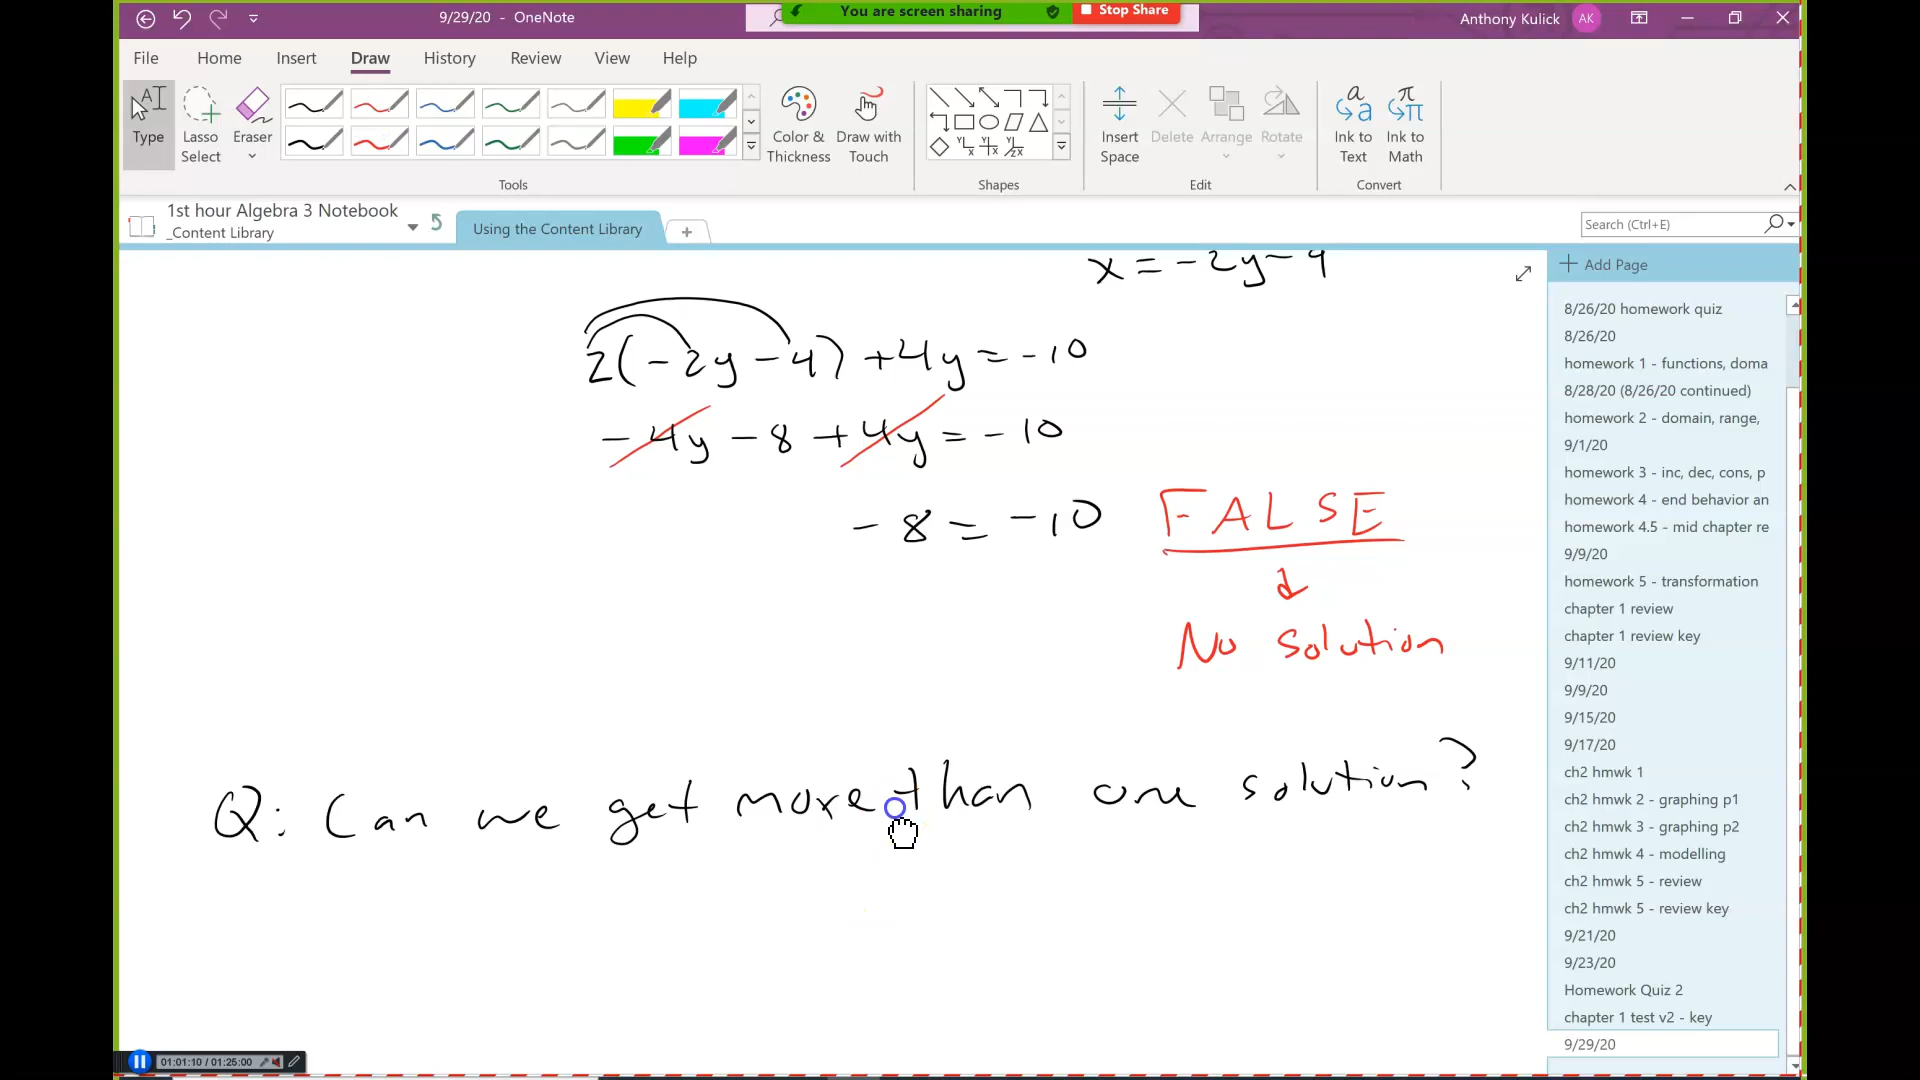 9/29/20 - OneNote
You are screen sharing
Stop Share
Anthony Kulick
AK
File Home Insert Draw History Review View Help
Type
Lasso Select
Eraser
Color & Thickness
Draw with Touch
Insert Space
Delete
Arrange
Rotate
Ink to Text
Ink to Math
Tools Shapes Edit Convert
1st hour Algebra 3 Notebook
_Content Library
Using the Content Library
Search (Ctrl+E)
Add Page
x = -2y - 4
2(-2y - 4) + 4y = -10
-4y - 8 + 4y = -10
-8 = -10 FALSE
No solution
Q: Can we get more than one solution?
8/26/20 homework quiz
8/26/20
homework 1 - functions, doma
8/28/20 (8/26/20 continued)
homework 2 - domain, range,
9/1/20
homework 3 - inc, dec, cons, p
homework 4 - end behavior an
homework 4.5 - mid chapter re
9/9/20
homework 5 - transformation
chapter 1 review
chapter 1 review key
9/11/20
9/9/20
9/15/20
9/17/20
ch2 hmwk 1
ch2 hmwk 2 - graphing p1
ch2 hmwk 3 - graphing p2
ch2 hmwk 4 - modelling
ch2 hmwk 5 - review
ch2 hmwk 5 - review key
9/21/20
9/23/20
Homework Quiz 2
chapter 1 test v2 - key
9/29/20
01:01:10 / 01:25:00